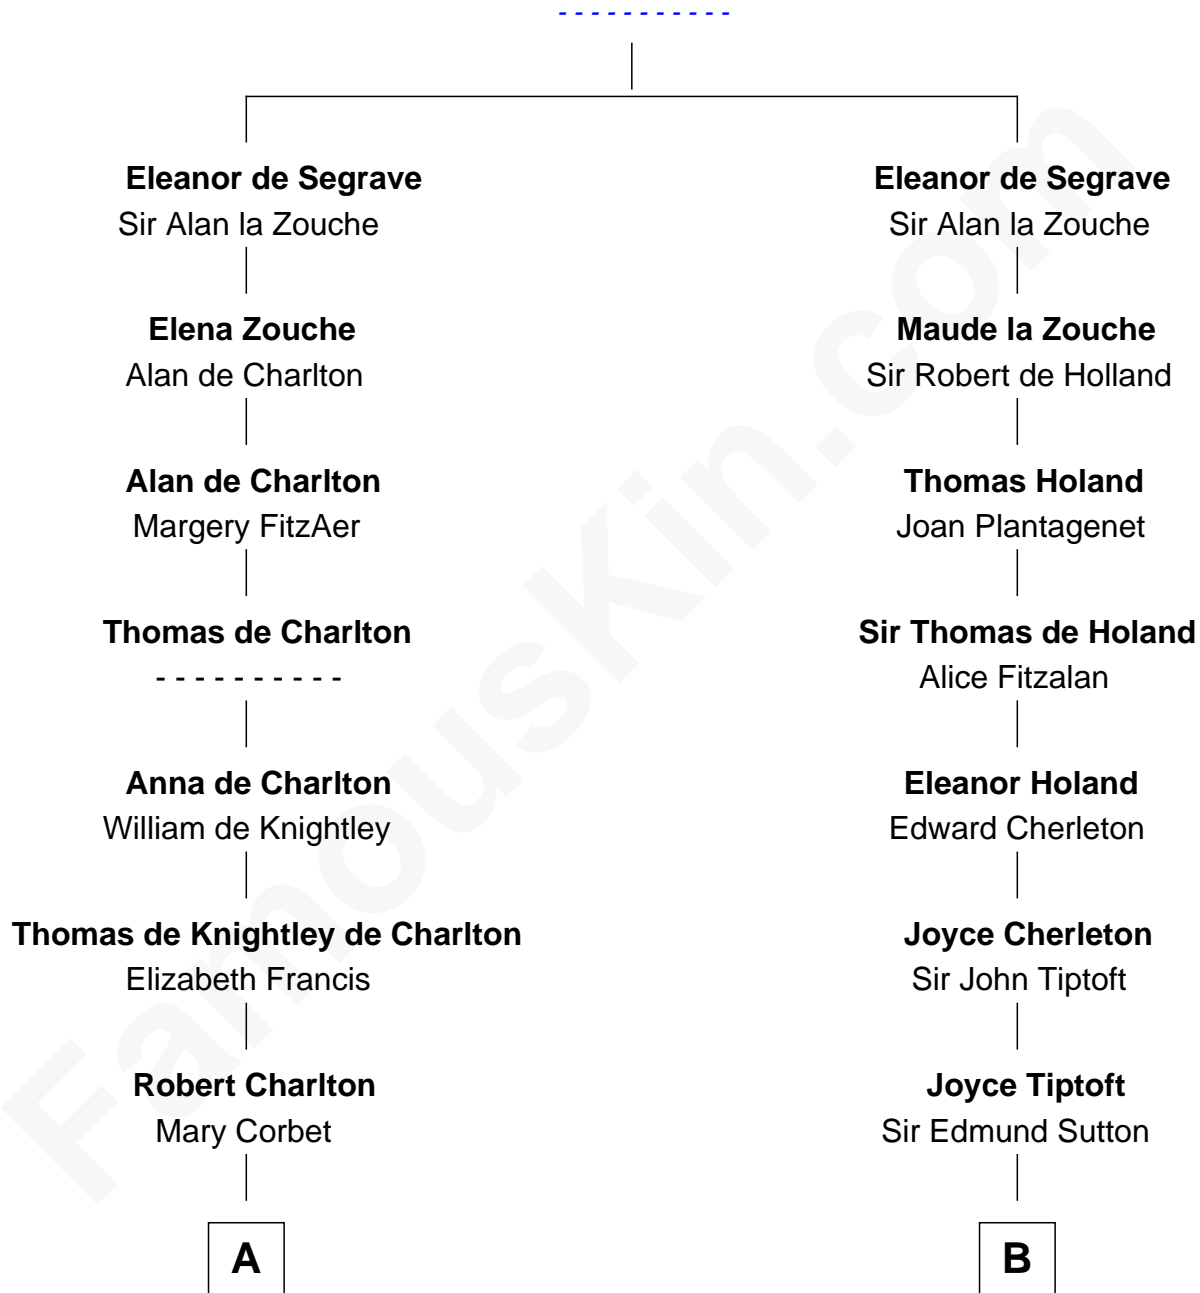 - - - - - - - - - - -
Eleanor de Segrave
Sir Alan la Zouche
Elena Zouche
Alan de Charlton
Alan de Charlton
Margery FitzAer
Thomas de Charlton
- - - - - - - - - -
Anna de Charlton
William de Knightley
Thomas de Knightley de Charlton
Elizabeth Francis
Robert Charlton
Mary Corbet
A
Eleanor de Segrave
Sir Alan la Zouche
Maude la Zouche
Sir Robert de Holland
Thomas Holand
Joan Plantagenet
Sir Thomas de Holand
Alice Fitzalan
Eleanor Holand
Edward Cherleton
Joyce Cherleton
Sir John Tiptoft
Joyce Tiptoft
Sir Edmund Sutton
B
FamousKin.com